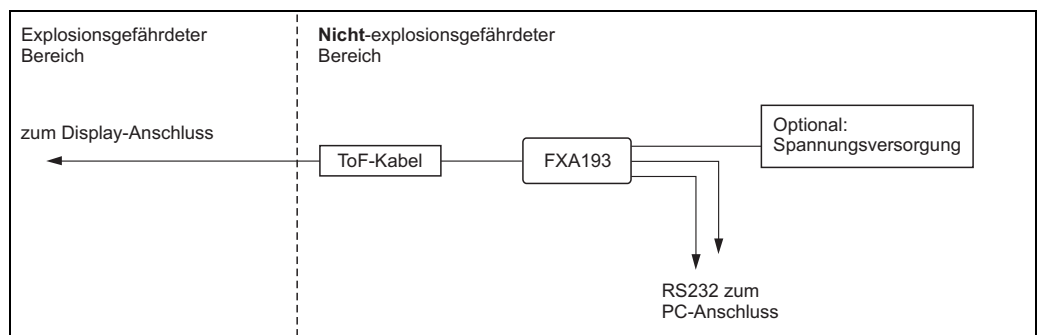 Explosionsgefährdeter
Bereich
Nicht-explosionsgefährdeter
Bereich
zum Display-Anschluss
ToF-Kabel
FXA193
Optional:
Spannungsversorgung
RS232 zum
PC-Anschluss